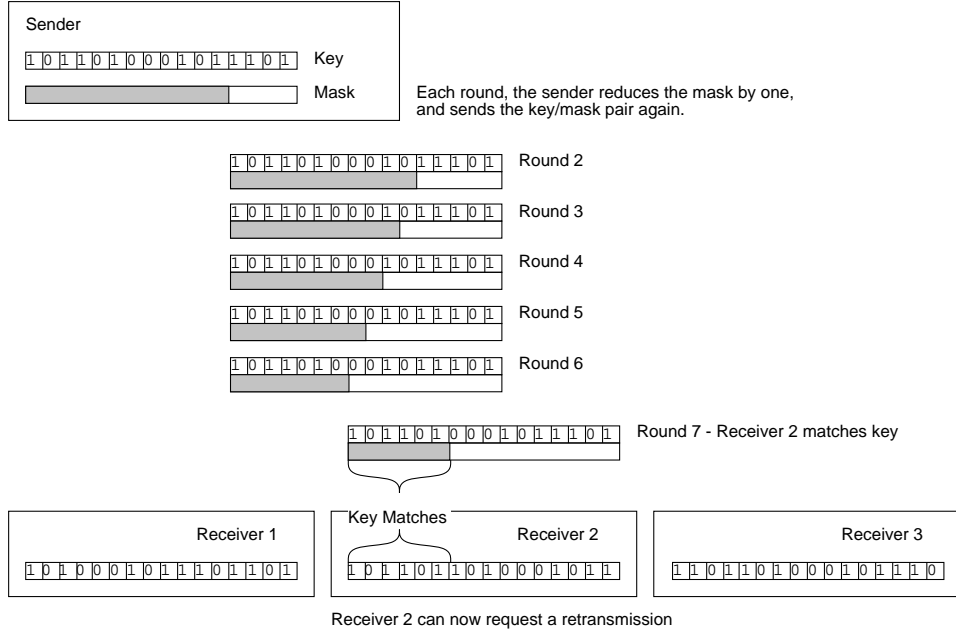 Sender
1 0 1 1 0 1 0 0 0 1 0 1 1 1 0 1 Key
Mask
Each round, the sender reduces the mask by one,
and sends the key/mask pair again.
1 0 1 1 0 1 0 0 0 1 0 1 1 1 0 1 Round 2
1 0 1 1 0 1 0 0 0 1 0 1 1 1 0 1 Round 3
1 0 1 1 0 1 0 0 0 1 0 1 1 1 0 1 Round 4
1 0 1 1 0 1 0 0 0 1 0 1 1 1 0 1 Round 5
1 0 1 1 0 1 0 0 0 1 0 1 1 1 0 1 Round 6
1 0 1 1 0 1 0 0 0 1 0 1 1 1 0 1 Round 7 - Receiver 2 matches key
Receiver 1
1 0 1 0 0 0 1 0 1 1 1 0 1 1 0 1
Key Matches
Receiver 2
1 0 1 1 0 1 1 0 1 0 0 0 1 0 1 1
Receiver 3
1 1 0 1 1 0 1 0 0 0 1 0 1 1 1 0
Receiver 2 can now request a retransmission